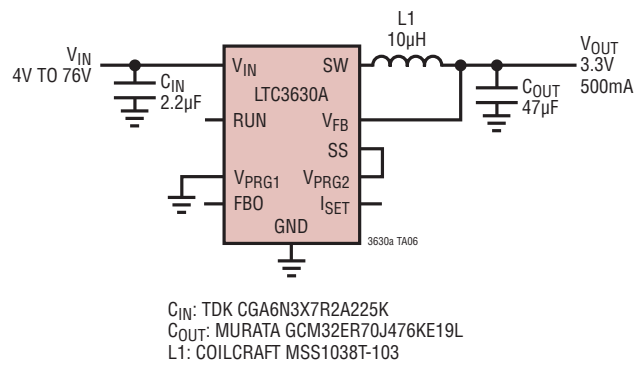 L1
10µH
VIN
4V TO 76V
CIN
2.2µF
VIN
SW
LTC3630A
RUN
VFB
SS
VPRG1
VPRG2
FBO
ISET
GND
VOUT
3.3V
500mA
COUT
47µF
3630a TA06
CIN: TDK CGA6N3X7R2A225K
COUT: MURATA GCM32ER70J476KE19L
L1: COILCRAFT MSS1038T-103